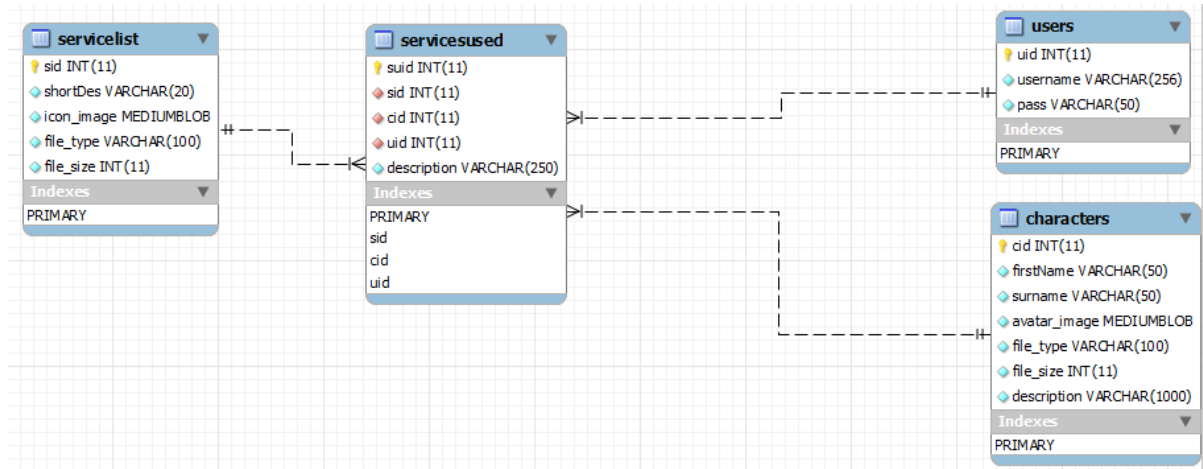 servicelist
sid INT(11)
shortDes VARCHAR(20)
icon_image MEDIUMBLOB
file_type VARCHAR(100)
file_size INT(11)
Indexes
PRIMARY
servicesused
suid INT(11)
sid INT(11)
cid INT(11)
uid INT(11)
description VARCHAR(250)
Indexes
PRIMARY
sid
cid
uid
users
uid INT(11)
username VARCHAR(256)
pass VARCHAR(50)
Indexes
PRIMARY
characters
cid INT(11)
firstName VARCHAR(50)
surname VARCHAR(50)
avatar_image MEDIUMBLOB
file_type VARCHAR(100)
file_size INT(11)
description VARCHAR(1000)
Indexes
PRIMARY